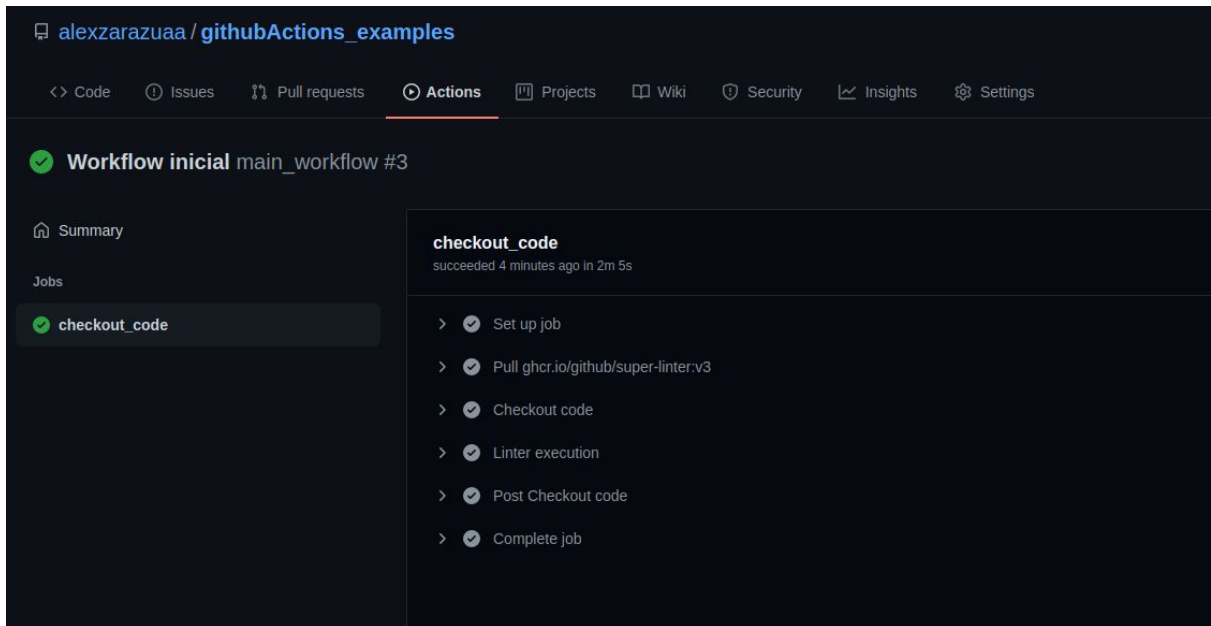 alexzarazuaa / githubActions_examples
Code Issues Pull requests Actions Projects Wiki Security Insights Settings
Workflow inicial main_workflow #3
Summary
Jobs
checkout_code
checkout_code
succeeded 4 minutes ago in 2m 5s
Set up job
Pull ghcr.io/github/super-linter:v3
Checkout code
Linter execution
Post Checkout code
Complete job